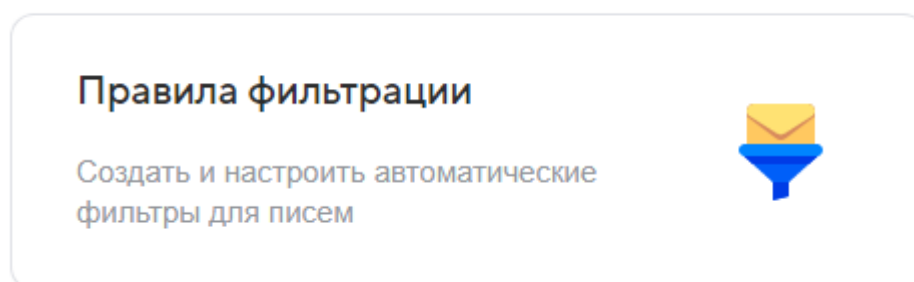 Правила фильтрации
Создать и настроить автоматические
фильтры для писем